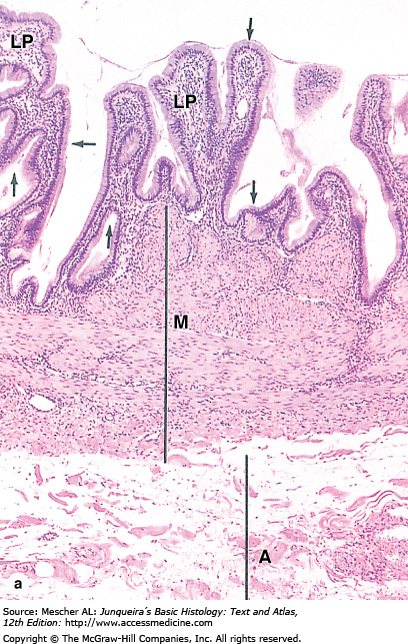 LP
LP
M
A
a
Source: Mescher AL: Junqueira´s Basic Histology: Text and Atlas,
12th Edition: http://www.accessmedicine.com
Copyright © The McGraw-Hill Companies, Inc. All rights reserved.